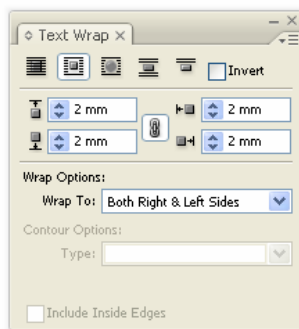 Text Wrap
Invert
2 mm 2 mm
2 mm 2 mm
Wrap Options:
Wrap To: Both Right & Left Sides
Contour Options:
Type:
Include Inside Edges